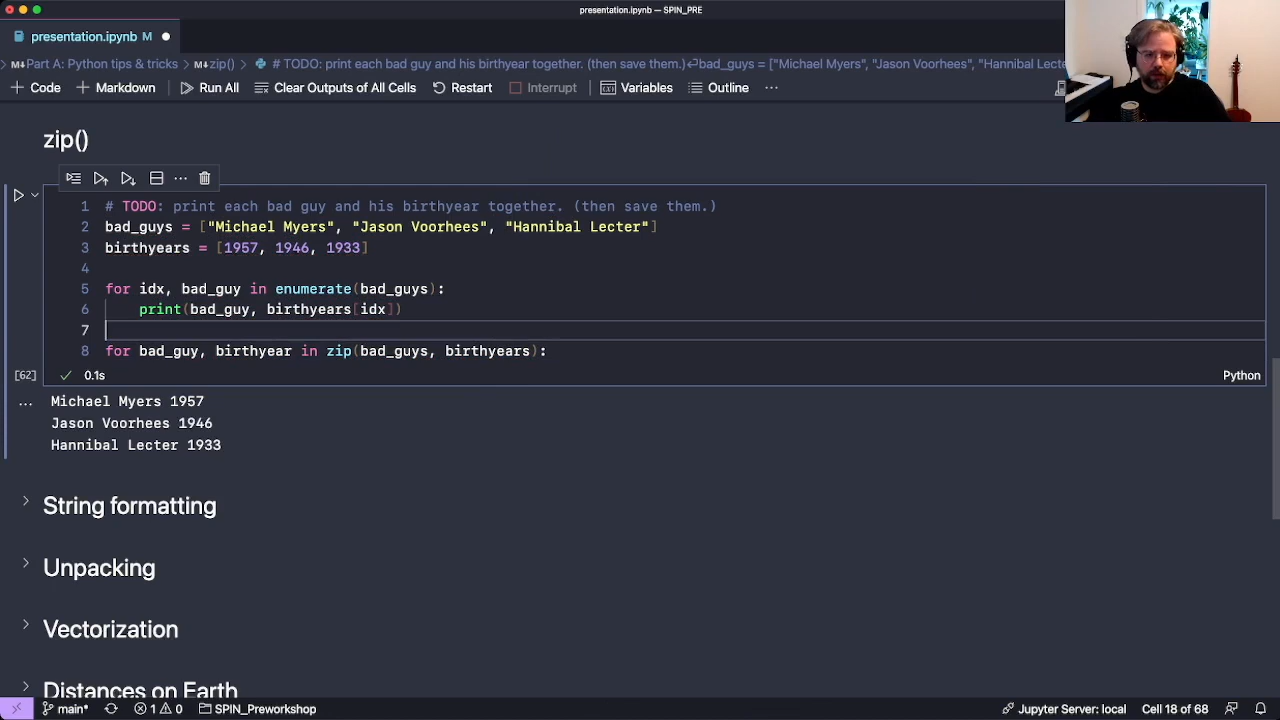 presentation.ipynb — SPIN_PRE
presentation.ipynb M
Part A: Python tips & tricks > M↓zip() > # TODO: print each bad guy and his birthyear together. (then save them.)↵bad_guys = ["Michael Myers", "Jason Voorhees", "Hannibal Lecte
+ Code + Markdown Run All Clear Outputs of All Cells Restart Interrupt Variables Outline ...
zip()
1 # TODO: print each bad guy and his birthyear together. (then save them.)
2 bad_guys = ["Michael Myers", "Jason Voorhees", "Hannibal Lecter"]
3 birthyears = [1957, 1946, 1933]
4
5 for idx, bad_guy in enumerate(bad_guys):
6 print(bad_guy, birthyears[idx])
7
8 for bad_guy, birthyear in zip(bad_guys, birthyears):
[62] ✓ 0.1s Python
... Michael Myers 1957
Jason Voorhees 1946
Hannibal Lecter 1933
String formatting
Unpacking
Vectorization
Distances on Earth
main* 1 0 SPIN_Preworkshop Jupyter Server: local Cell 18 of 68